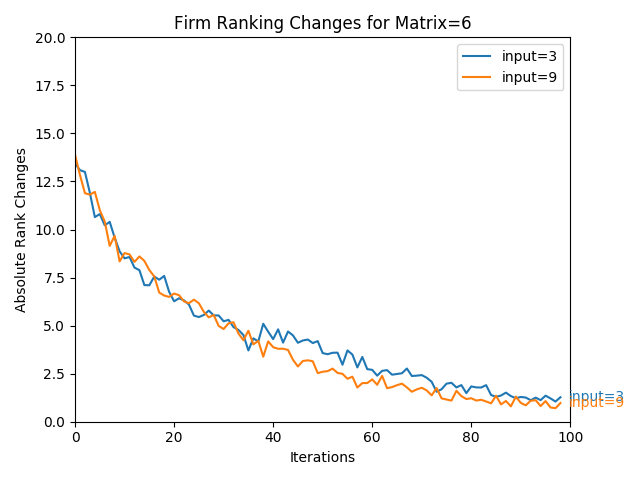 Firm Ranking Changes for Matrix=6
20.0
17.5
15.0
12.5
10.0
7.5
5.0
2.5
0.0
Absolute Rank Changes
input=3
input=9
input=3
input=9
0 20 40 60 80 100
Iterations